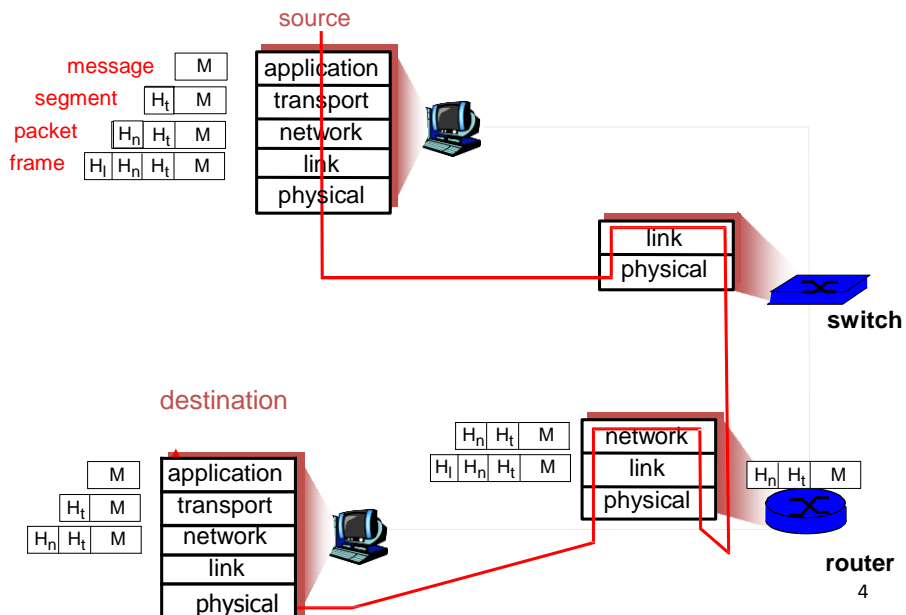 source
message M
application
segment Ht M
transport
packet Hn Ht M
network
frame Hl Hn Ht M
link
physical
link
physical
switch
destination
Hn Ht M
network
Hl Hn Ht M
link
physical
Hn Ht M
router
M
application
Ht M
transport
Hn Ht M
network
link
physical
4